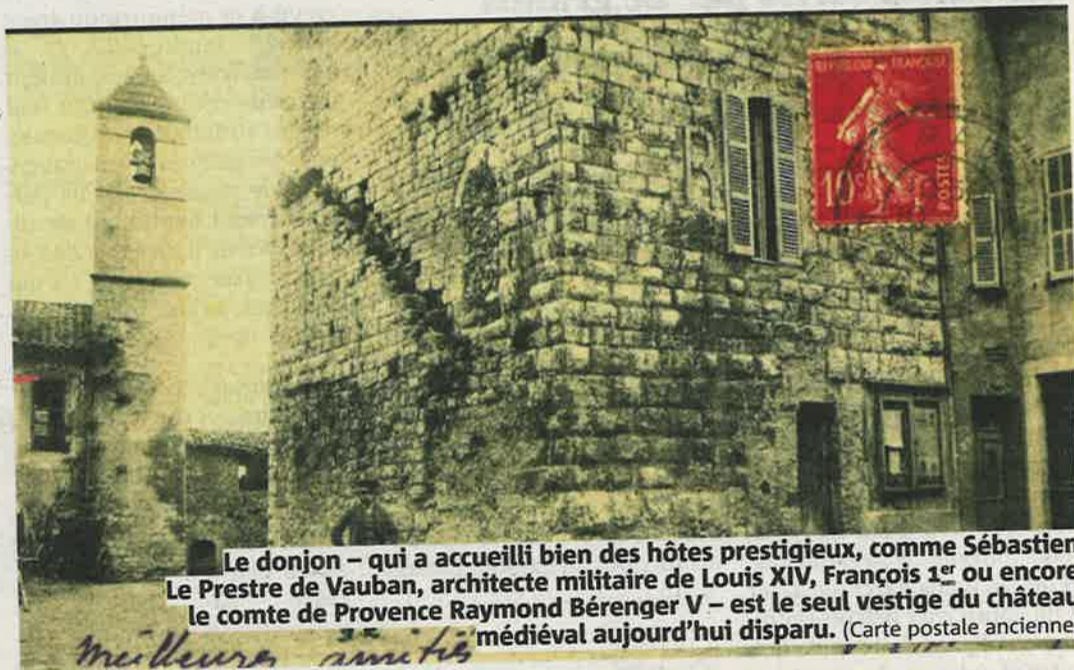 RÉPUBLIQUE FRANÇAISE
10c
POSTES
R
Le donjon – qui a accueilli bien des hôtes prestigieux, comme Sébastien
Le Prestre de Vauban, architecte militaire de Louis XIV, François 1er ou encore
le comte de Provence Raymond Bérenger V – est le seul vestige du château
médiéval aujourd'hui disparu. (Carte postale ancienne)
Meilleures amitiés